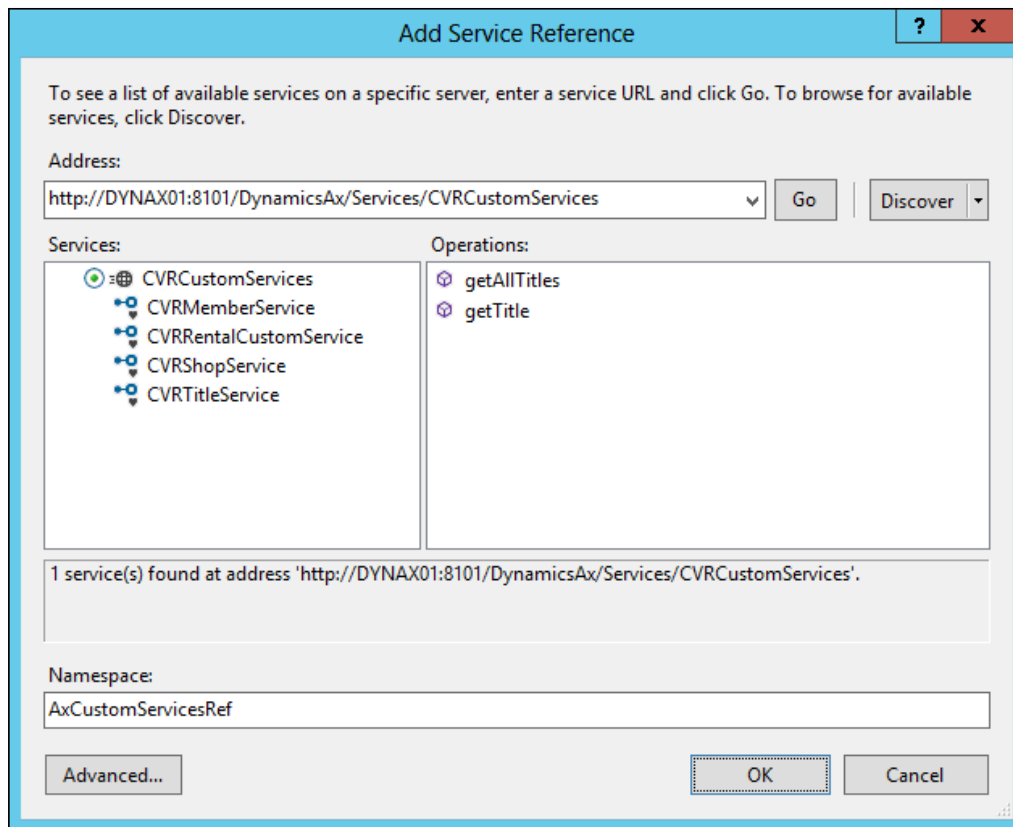 Add Service Reference
?
x
To see a list of available services on a specific server, enter a service URL and click Go. To browse for available
services, click Discover.
Address:
http://DYNAX01:8101/DynamicsAx/Services/CVRCustomServices
Go
Discover
Services:
Operations:
CVRCustomServices
CVRMemberService
CVRRentalCustomService
CVRShopService
CVRTitleService
getAllTitles
getTitle
1 service(s) found at address 'http://DYNAX01:8101/DynamicsAx/Services/CVRCustomServices'.
Namespace:
AxCustomServicesRef
Advanced...
OK
Cancel